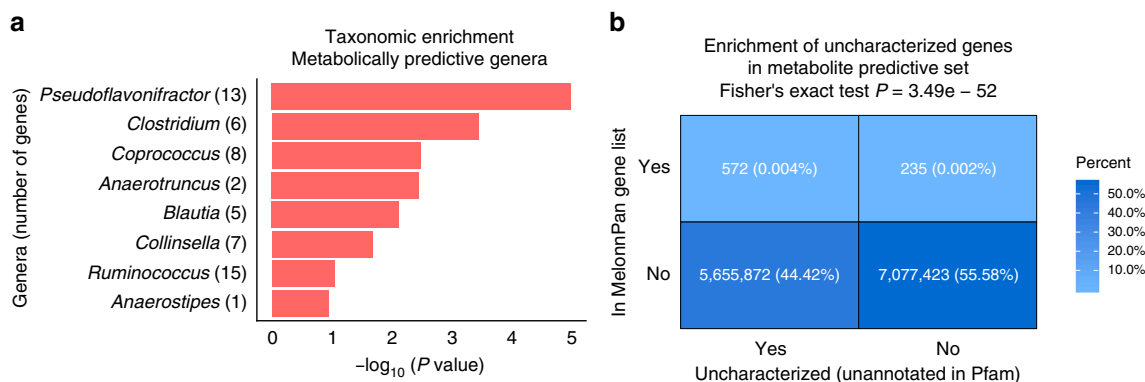 a
Taxonomic enrichment
Metabolically predictive genera
Genera (number of genes)
Pseudoflavonifractor (13)
Clostridium (6)
Coprococcus (8)
Anaerotruncus (2)
Blautia (5)
Collinsella (7)
Ruminococcus (15)
Anaerostipes (1)
0 1 2 3 4 5
–log10 (P value)
b
Enrichment of uncharacterized genes
in metabolite predictive set
Fisher's exact test P = 3.49e – 52
In MelonnPan gene list
Yes
572 (0.004%) 235 (0.002%)
No
5,655,872 (44.42%) 7,077,423 (55.58%)
Yes No
Uncharacterized (unannotated in Pfam)
Percent
50.0%
40.0%
30.0%
20.0%
10.0%